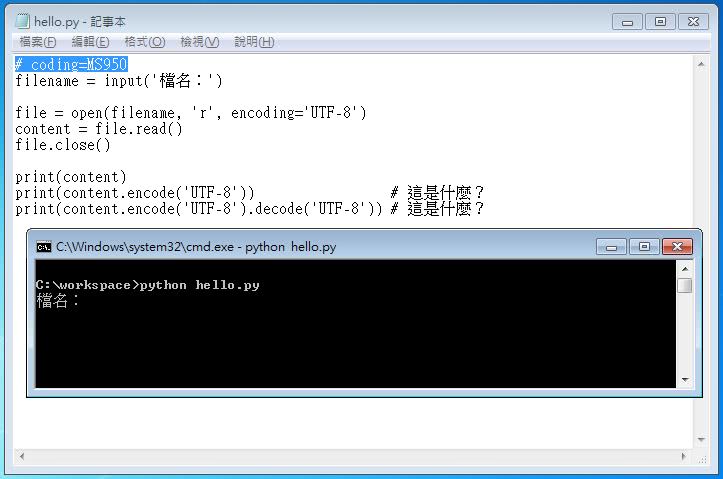 hello.py - 記事本
檔案(F) 編輯(E) 格式(O) 檢視(V) 說明(H)
# coding=MS950
filename = input('檔名：')
file = open(filename, 'r', encoding='UTF-8')
content = file.read()
file.close()
print(content)
print(content.encode('UTF-8')) # 這是什麼？
print(content.encode('UTF-8').decode('UTF-8')) # 這是什麼？
C:\Windows\system32\cmd.exe - python hello.py
C:\workspace>python hello.py
檔名：